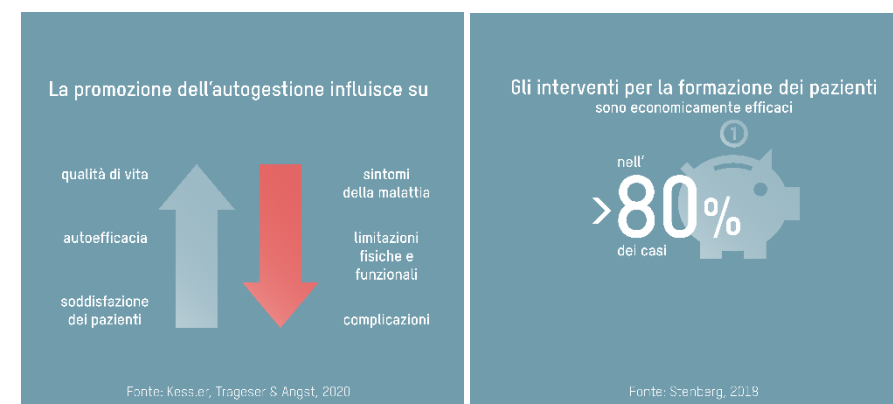 La promozione dell'autogestione influisce su
qualità di vita
autoefficacia
soddisfazione
dei pazienti
sintomi
della malattia
limitazioni
fisiche e
funzionali
complicazioni
Fonte: Kessler, Trageser & Angst, 2020
Gli interventi per la formazione dei pazienti
sono economicamente efficaci
1
nell'
>80%
dei casi
Fonte: Stenberg, 2018